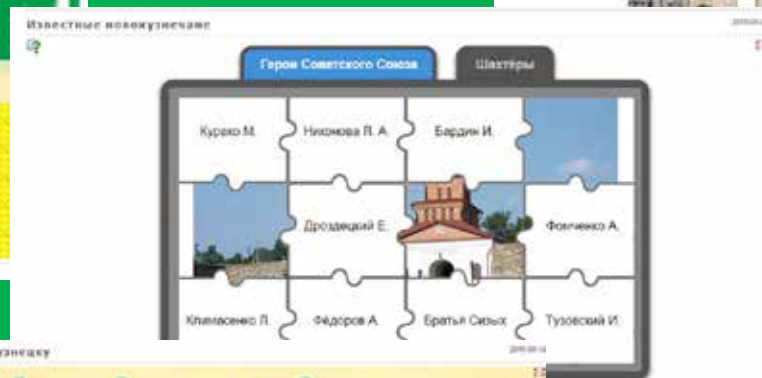 Известные новокузнечане
Герои Советского Союза
Шахтёры
Курако М.
Никонова Л. А.
Бардин И.
Дроздецкий Е.
Фомченко А.
Климасенко Л.
Фёдоров А.
Братья Сизых
Тузовский И.